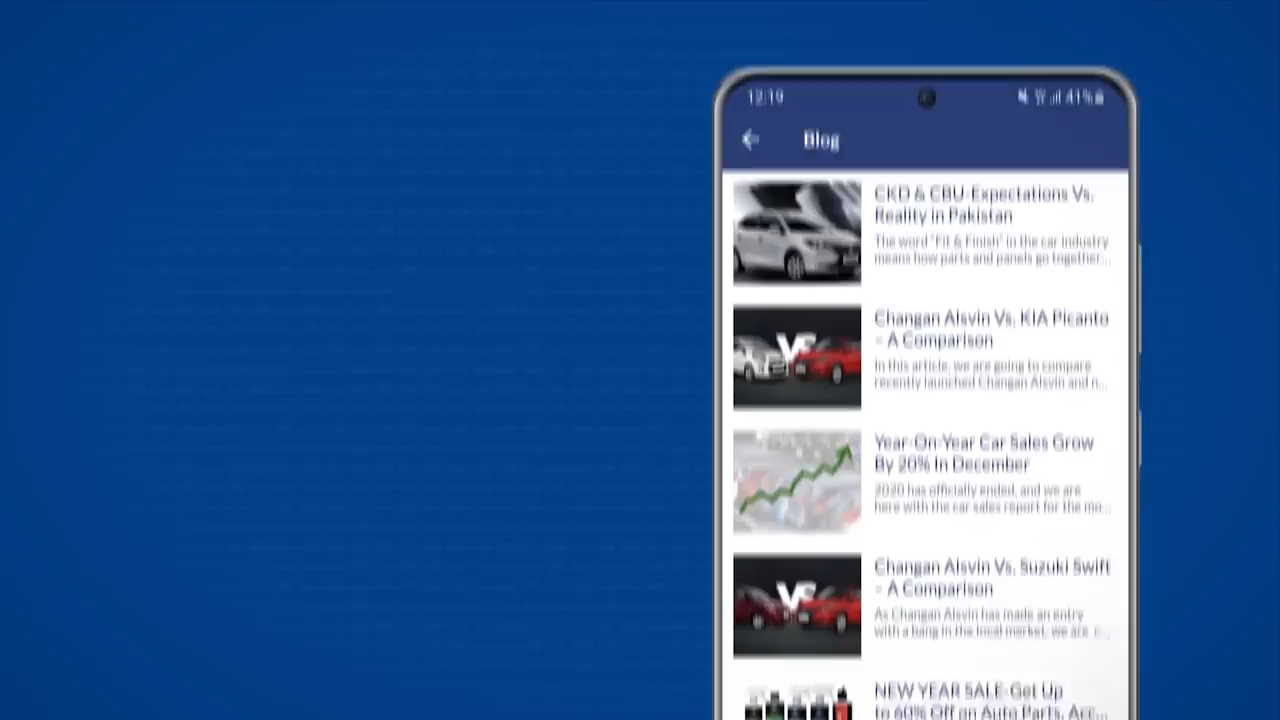 12:19
41%
Blog
CKD & CBU-Expectations Vs.
Reality in Pakistan
The word "Fit & Finish" in the car industry
means how parts and panels go together...
VS
Changan Alsvin Vs. KIA Picanto
– A Comparison
In this article, we are going to compare
recently launched Changan Alsvin and n...
Year-On-Year Car Sales Grow
By 20% In December
2020 has officially ended, and we are
here with the car sales report for the mo...
VS
Changan Alsvin Vs. Suzuki Swift
– A Comparison
As Changan Alsvin has made an entry
with a bang in the local market, we are c...
NEW YEAR SALE-Get Up
to 60% Off on Auto Parts, Acc...